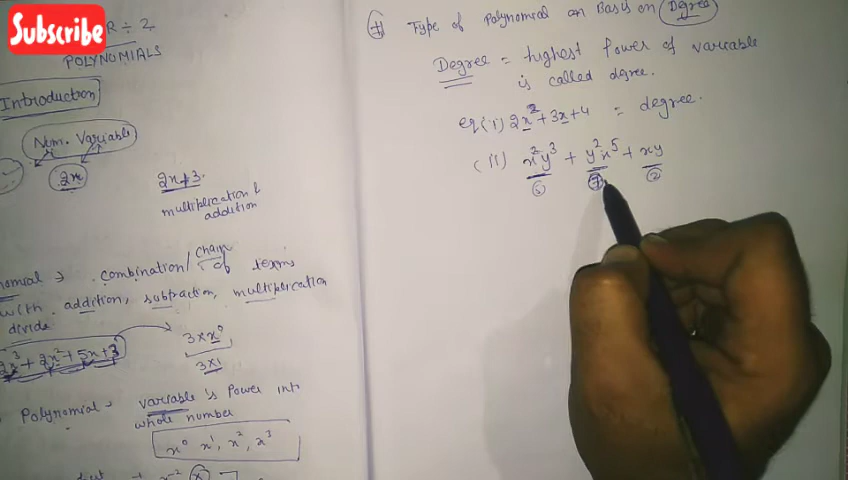 Subscribe
R ÷ 2
POLYNOMIALS
Introduction
Num. Variable
2x
2x+3.
multiplication &
addition
nomial → combination/chain of terms
with addition, subtraction, multiplication
divide
2x³ + 2x² + 5x + 3
3 × x⁰
3×1
Polynomial → variable is Power into
whole number
x⁰ x¹, x², x³
# Type of Polynomial on Basis on Degree
Degree = highest power of variable
is called degree.
eg (i) 2x² + 3x + 4 = degree.
(ii) x²y³ + y²x⁵ + xy
5 7 2